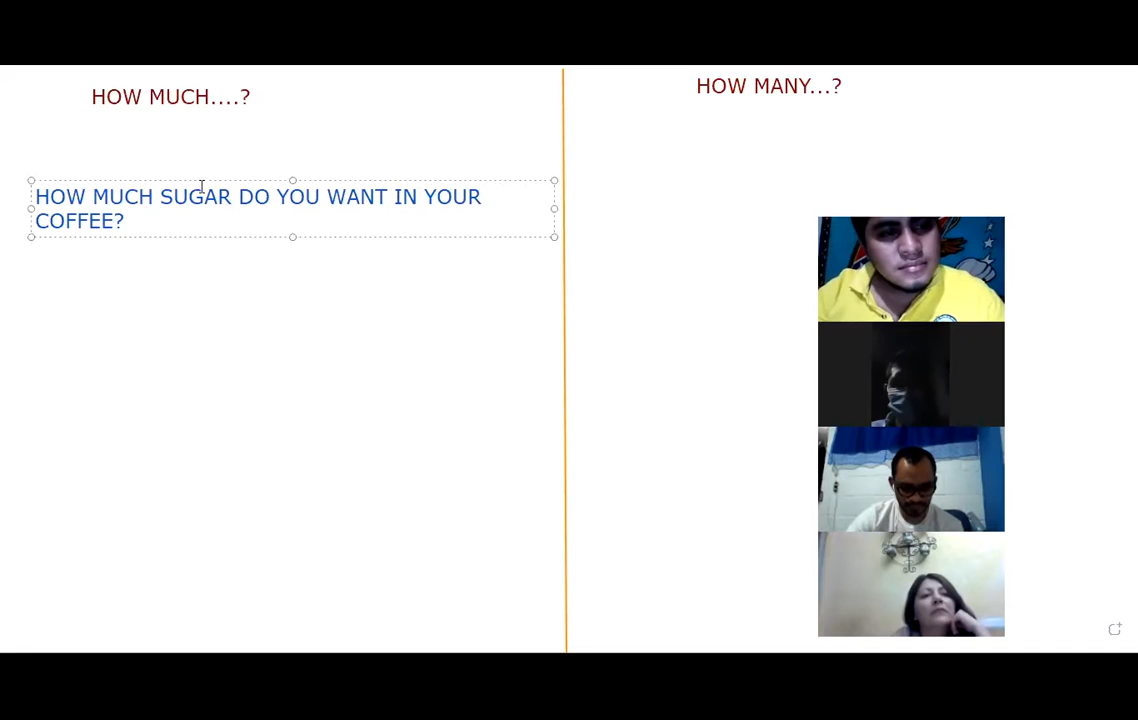 HOW MUCH....?
HOW MANY...?
HOW MUCH SUGAR DO YOU WANT IN YOUR
COFFEE?